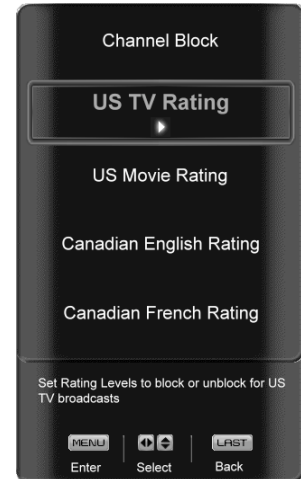 Channel Block
US TV Rating
US Movie Rating
Canadian English Rating
Canadian French Rating
Set Rating Levels to block or unblock for US
TV broadcasts
MENU LAST
Enter Select Back